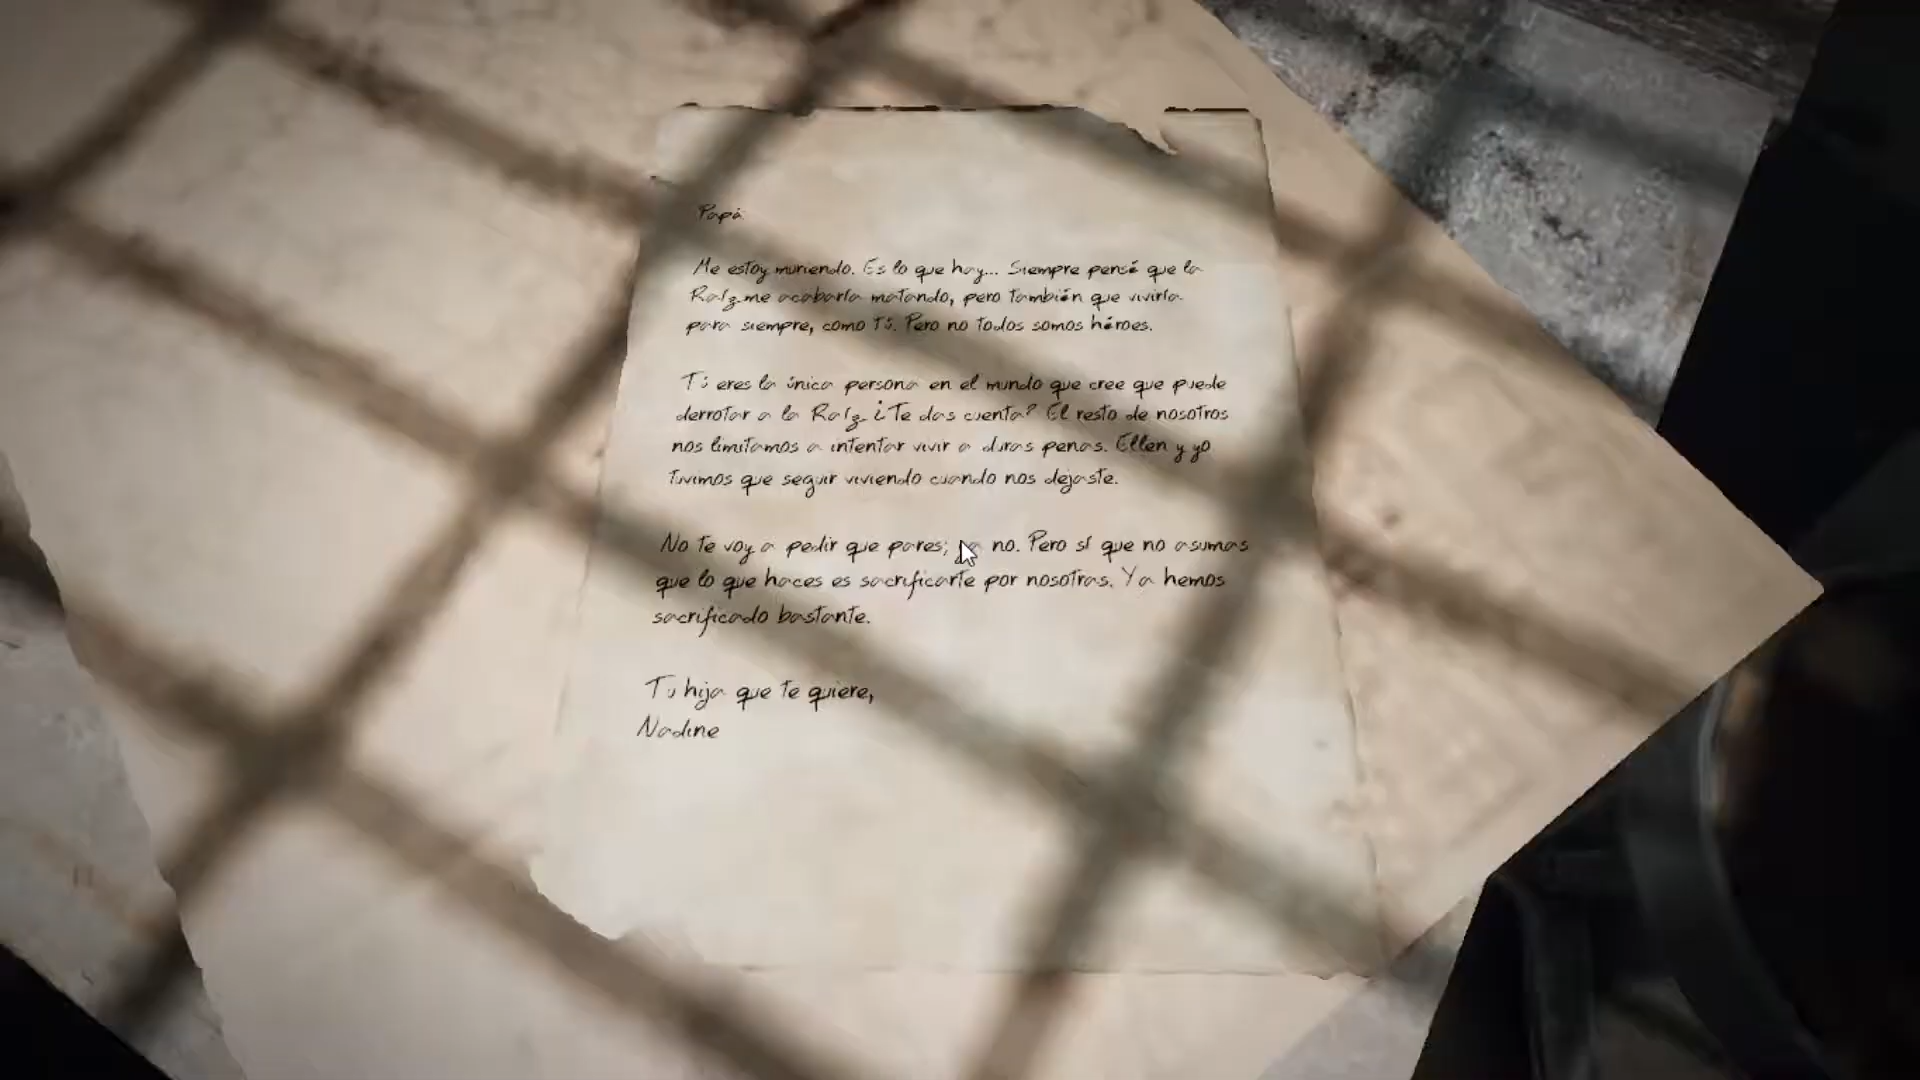 Papá:
Me estoy muriendo. Es lo que hay... Siempre pensé que la
Raíz me acabaría matando, pero también que viviría
para siempre, como tú. Pero no todos somos héroes.
Tú eres la única persona en el mundo que cree que puede
derrotar a la Raíz. ¿Te das cuenta? El resto de nosotros
nos limitamos a intentar vivir a duras penas. Ellen y yo
tuvimos que seguir viviendo cuando nos dejaste.
No te voy a pedir que pares; no. Pero sí que no asumas
que lo que haces es sacrificarte por nosotras. Ya hemos
sacrificado bastante.
Tu hija que te quiere,
Nadine